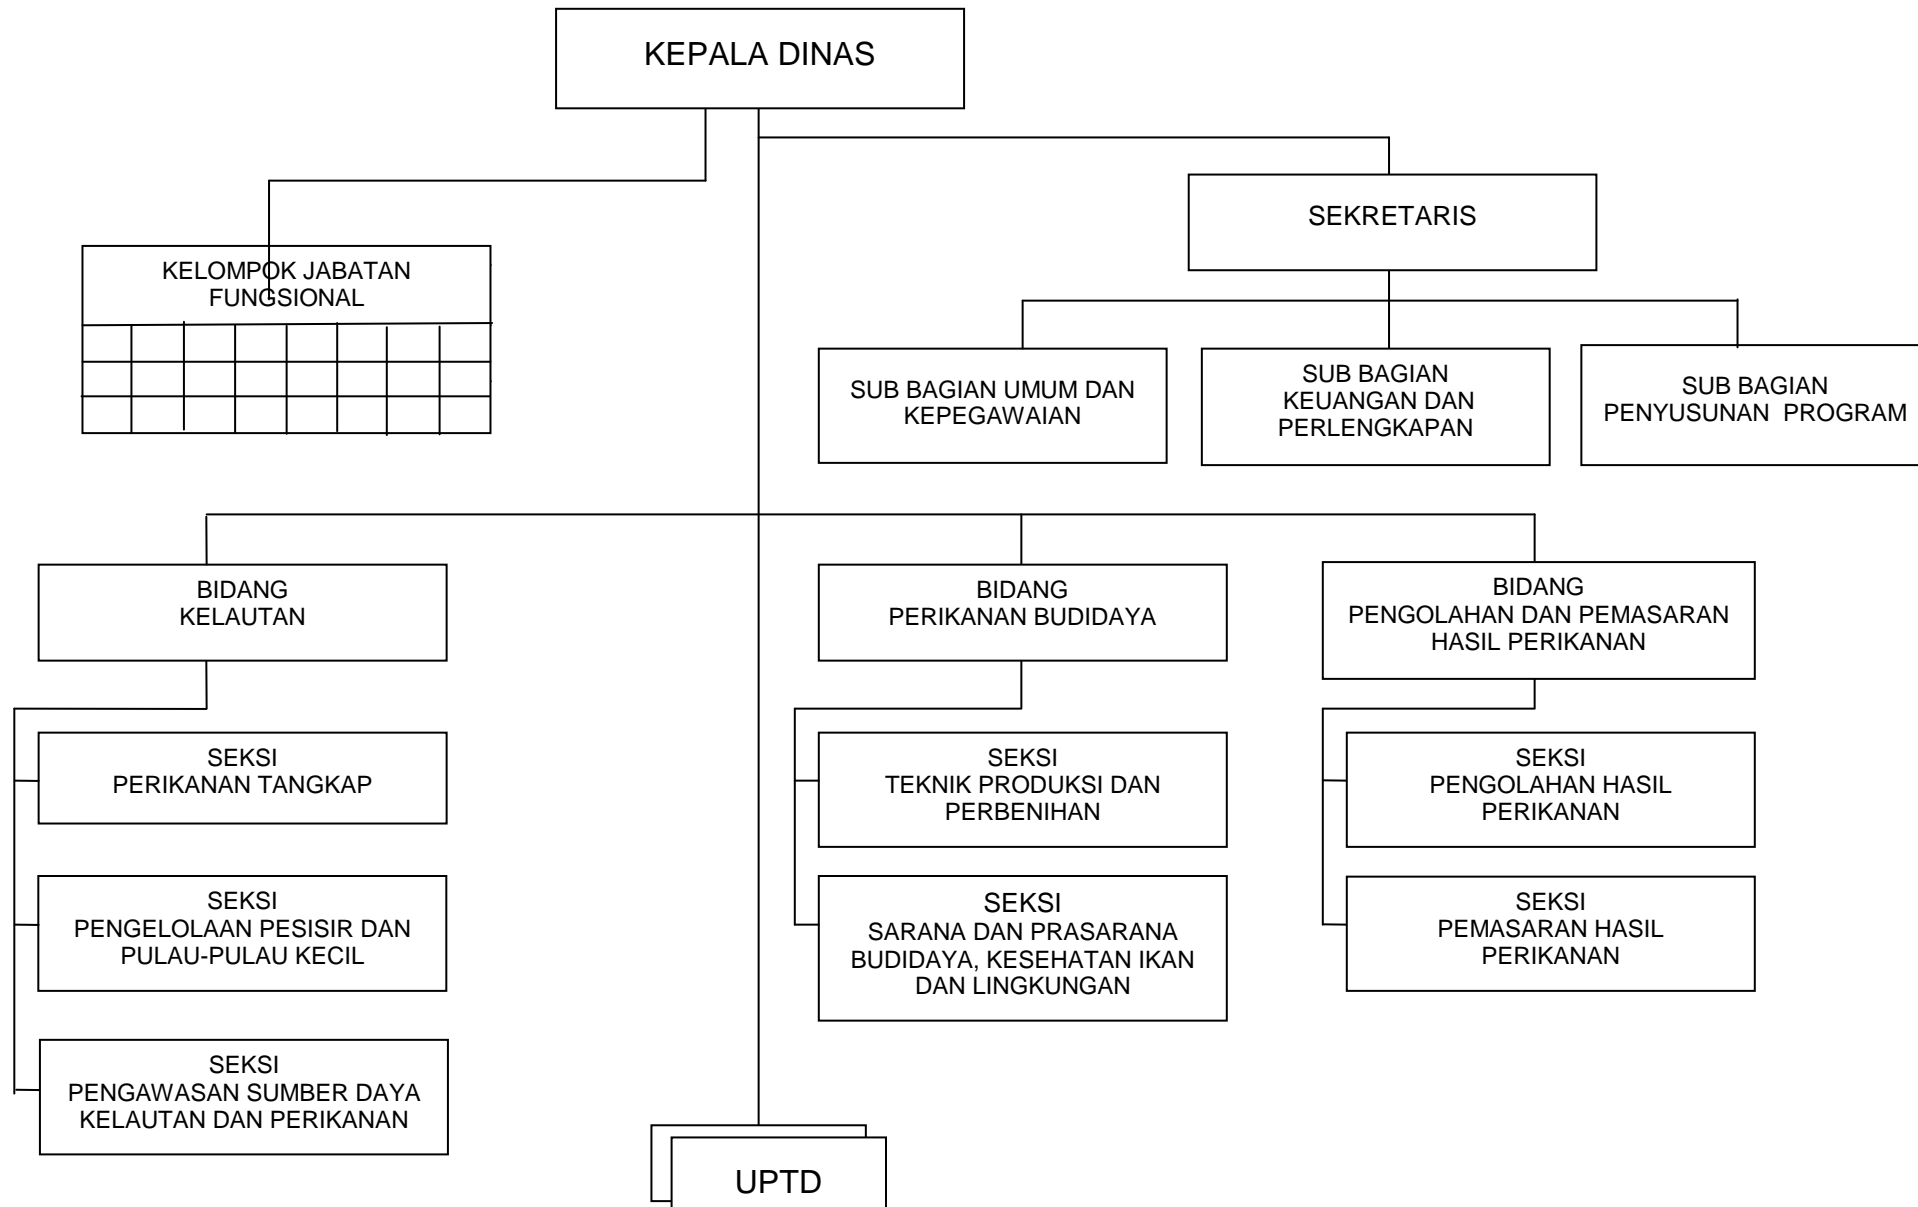 KEPALA DINAS
SEKRETARIS
KELOMPOK JABATAN
FUNGSIONAL
SUB BAGIAN UMUM DAN
KEPEGAWAIAN
SUB BAGIAN
KEUANGAN DAN
PERLENGKAPAN
SUB BAGIAN
PENYUSUNAN  PROGRAM
BIDANG
KELAUTAN
BIDANG
PERIKANAN BUDIDAYA
BIDANG
PENGOLAHAN DAN PEMASARAN
HASIL PERIKANAN
SEKSI
PERIKANAN TANGKAP
SEKSI
TEKNIK PRODUKSI DAN
PERBENIHAN
SEKSI
PENGOLAHAN HASIL
PERIKANAN
SEKSI
PENGELOLAAN PESISIR DAN
PULAU-PULAU KECIL
SEKSI
SARANA DAN PRASARANA
BUDIDAYA, KESEHATAN IKAN
DAN LINGKUNGAN
SEKSI
PEMASARAN HASIL
PERIKANAN
SEKSI
PENGAWASAN SUMBER DAYA
KELAUTAN DAN PERIKANAN
UPTD